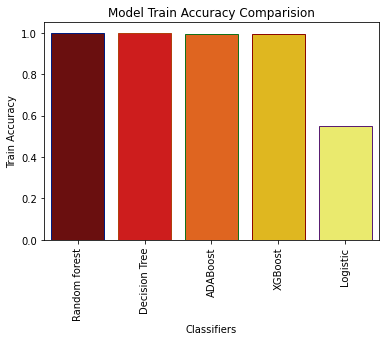 Model Train Accuracy Comparision
1.0
0.8
0.6
0.4
0.2
0.0
Train Accuracy
Random forest
Decision Tree
ADABoost
XGBoost
Logistic
Classifiers